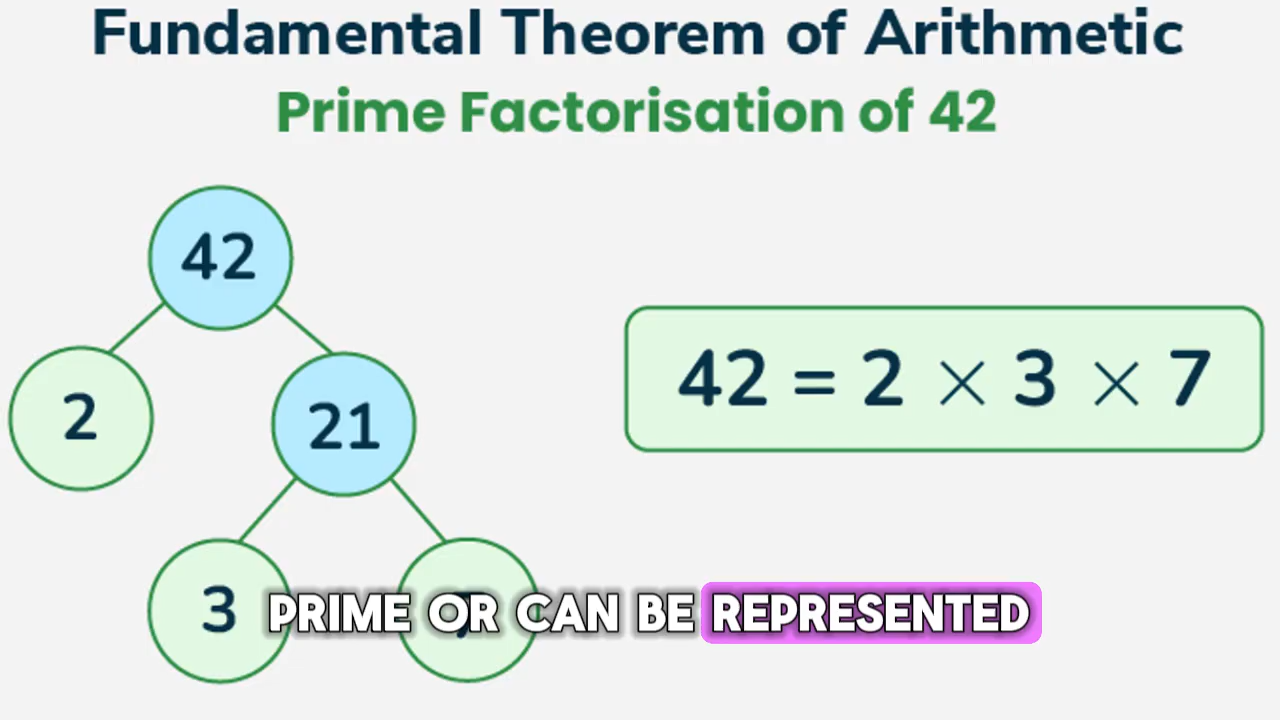 Fundamental Theorem of Arithmetic
Prime Factorisation of 42
42
2
21
42 = 2 × 3 × 7
3
7
PRIME OR CAN BE REPRESENTED